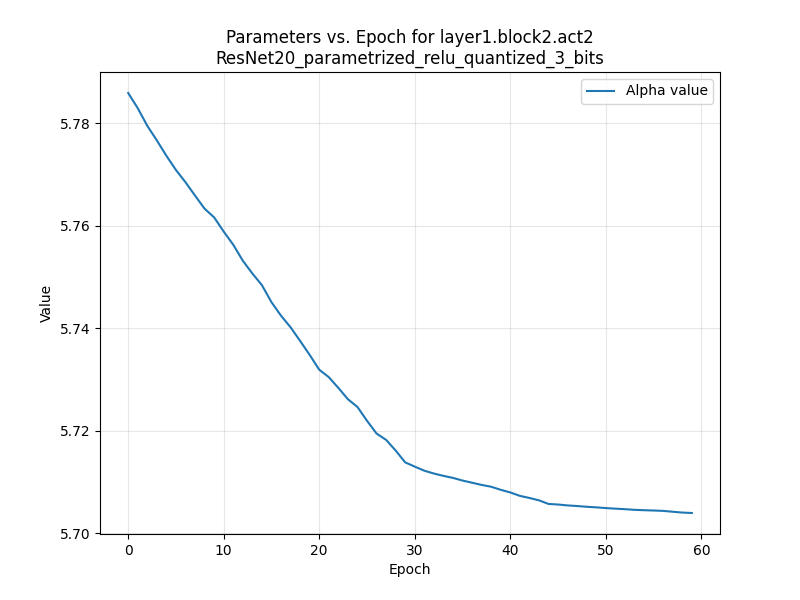 Parameters vs. Epoch for layer1.block2.act2
ResNet20_parametrized_relu_quantized_3_bits
Alpha value
5.78
5.76
5.74
5.72
5.70
Value
0
10
20
30
40
50
60
Epoch